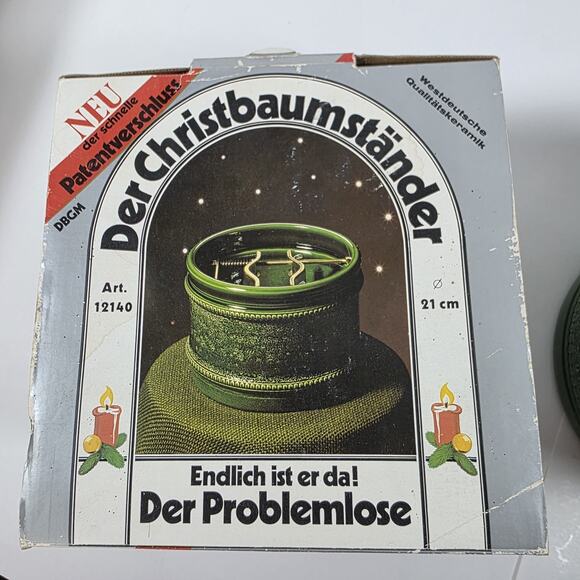 NEU
der schnelle
Patentverschluss
DBGM
Der Christbaumständer
Westdeutsche
Qualitätskeramik
Art.
12140
Ø
21 cm
Endlich ist er da!
Der Problemlose